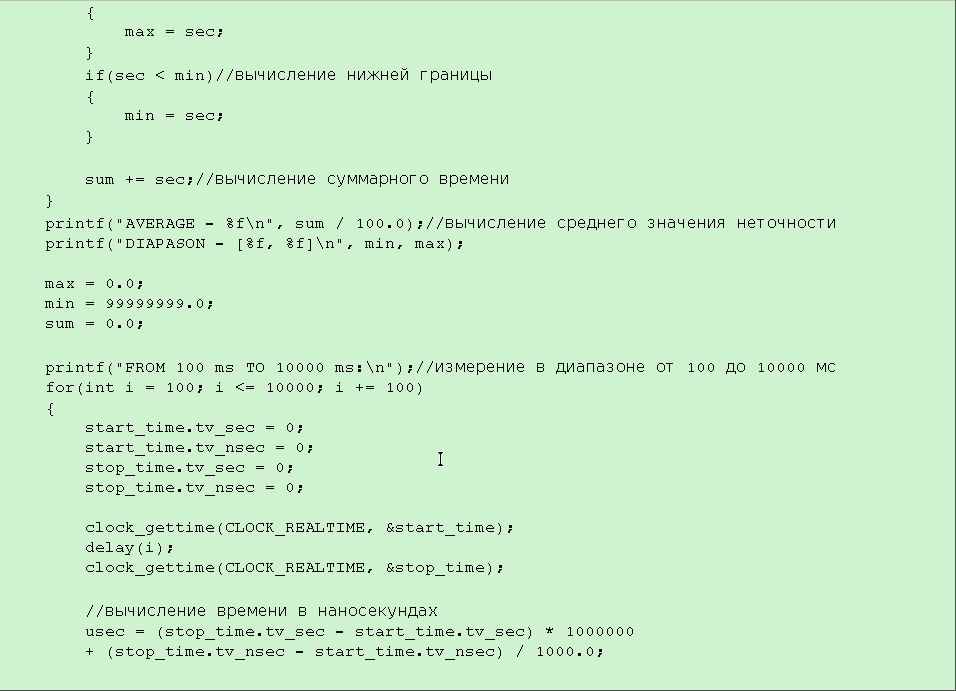 {
max = sec;
}
if(sec < min)//вычисление нижней границы
{
min = sec;
}
sum += sec;//вычисление суммарного времени
}
printf("AVERAGE - %f\n", sum / 100.0);//вычисление среднего значения неточности
printf("DIAPASON - [%f, %f]\n", min, max);
max = 0.0;
min = 99999999.0;
sum = 0.0;
printf("FROM 100 ms TO 10000 ms:\n");//измерение в диапазоне от 100 до 10000 мс
for(int i = 100; i <= 10000; i += 100)
{
start_time.tv_sec = 0;
start_time.tv_nsec = 0;
stop_time.tv_sec = 0;
stop_time.tv_nsec = 0;
clock_gettime(CLOCK_REALTIME, &start_time);
delay(i);
clock_gettime(CLOCK_REALTIME, &stop_time);
//вычисление времени в наносекундах
usec = (stop_time.tv_sec - start_time.tv_sec) * 1000000
+ (stop_time.tv_nsec - start_time.tv_nsec) / 1000.0;